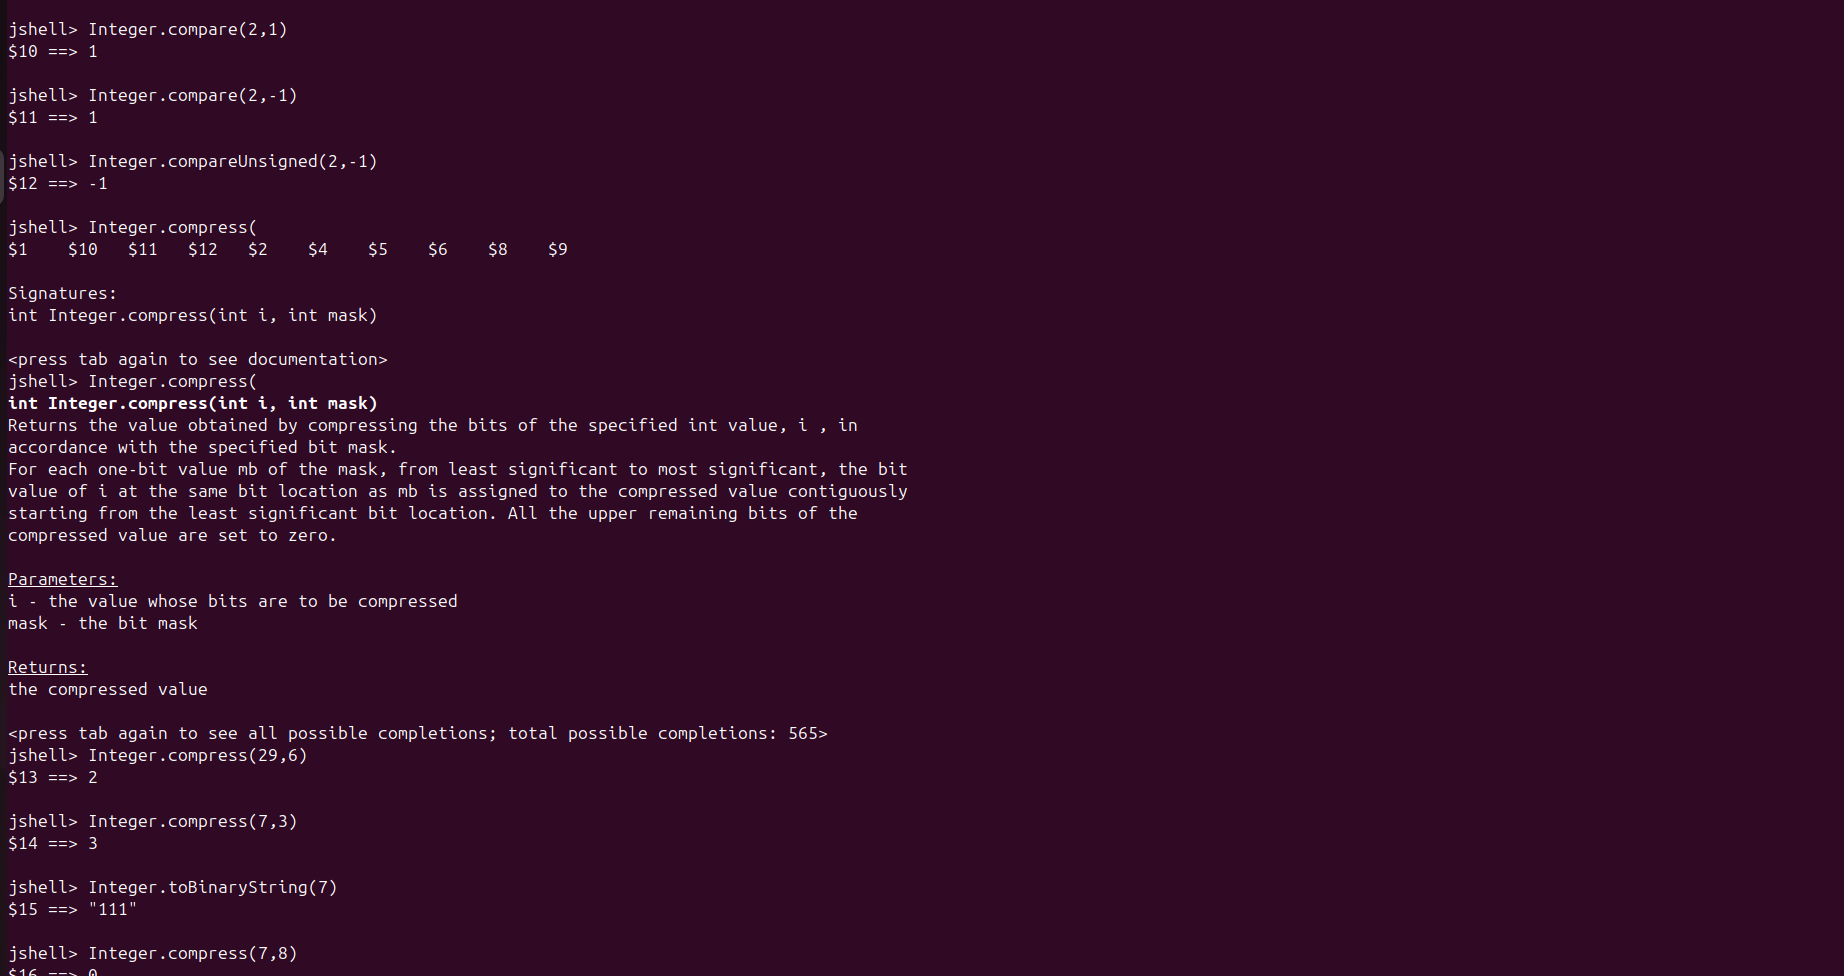 jshell> Integer.compare(2,1)
$10 ==> 1
jshell> Integer.compare(2,-1)
$11 ==> 1
jshell> Integer.compareUnsigned(2,-1)
$12 ==> -1
jshell> Integer.compress(
$1    $10   $11   $12   $2    $4    $5    $6    $8    $9
Signatures:
int Integer.compress(int i, int mask)
<press tab again to see documentation>
jshell> Integer.compress(
int Integer.compress(int i, int mask)
Returns the value obtained by compressing the bits of the specified int value, i , in
accordance with the specified bit mask.
For each one-bit value mb of the mask, from least significant to most significant, the bit
value of i at the same bit location as mb is assigned to the compressed value contiguously
starting from the least significant bit location. All the upper remaining bits of the
compressed value are set to zero.
Parameters:
i - the value whose bits are to be compressed
mask - the bit mask
Returns:
the compressed value
<press tab again to see all possible completions; total possible completions: 565>
jshell> Integer.compress(29,6)
$13 ==> 2
jshell> Integer.compress(7,3)
$14 ==> 3
jshell> Integer.toBinaryString(7)
$15 ==> "111"
jshell> Integer.compress(7,8)
$16 ==> 0